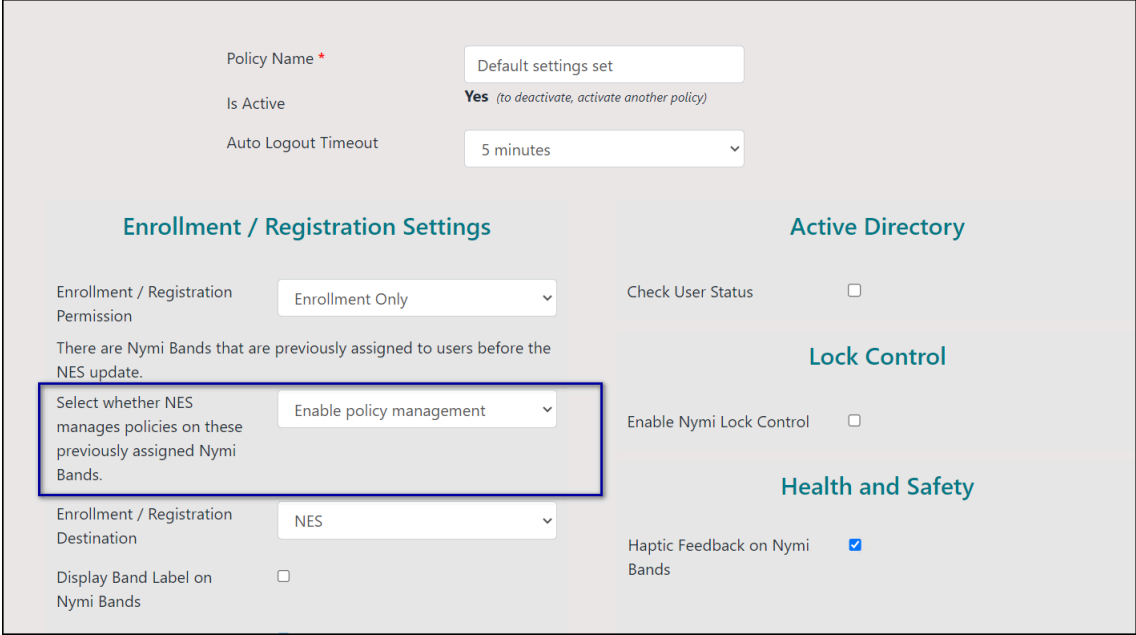 Policy Name *
Default settings set
Is Active
Yes (to deactivate, activate another policy)
Auto Logout Timeout
5 minutes
Enrollment / Registration Settings
Enrollment / Registration
Permission
Enrollment Only
There are Nymi Bands that are previously assigned to users before the
NES update.
Select whether NES
manages policies on these
previously assigned Nymi
Bands.
Enable policy management
Enrollment / Registration
Destination
NES
Display Band Label on
Nymi Bands
Active Directory
Check User Status
Lock Control
Enable Nymi Lock Control
Health and Safety
Haptic Feedback on Nymi
Bands